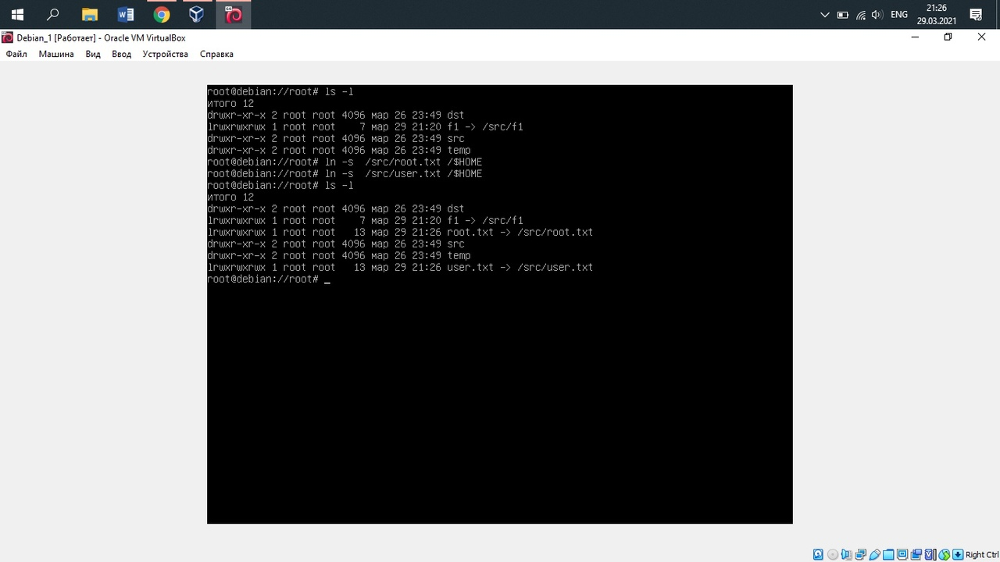 21:26
ENG
29.03.2021
Debian_1 [Работает] - Oracle VM VirtualBox
Файл Машина Вид Ввод Устройства Справка
root@debian://root# ls -l
итого 12
drwxr-xr-x 2 root root 4096 мар 26 23:49 dst
lrwxrwxrwx 1 root root    7 мар 29 21:20 f1 -> /src/f1
drwxr-xr-x 2 root root 4096 мар 26 23:49 src
drwxr-xr-x 2 root root 4096 мар 26 23:49 temp
root@debian://root# ln -s  /src/root.txt /$HOME
root@debian://root# ln -s  /src/user.txt /$HOME
root@debian://root# ls -l
итого 12
drwxr-xr-x 2 root root 4096 мар 26 23:49 dst
lrwxrwxrwx 1 root root    7 мар 29 21:20 f1 -> /src/f1
lrwxrwxrwx 1 root root   13 мар 29 21:26 root.txt -> /src/root.txt
drwxr-xr-x 2 root root 4096 мар 26 23:49 src
drwxr-xr-x 2 root root 4096 мар 26 23:49 temp
lrwxrwxrwx 1 root root   13 мар 29 21:26 user.txt -> /src/user.txt
root@debian://root# _
Right Ctrl